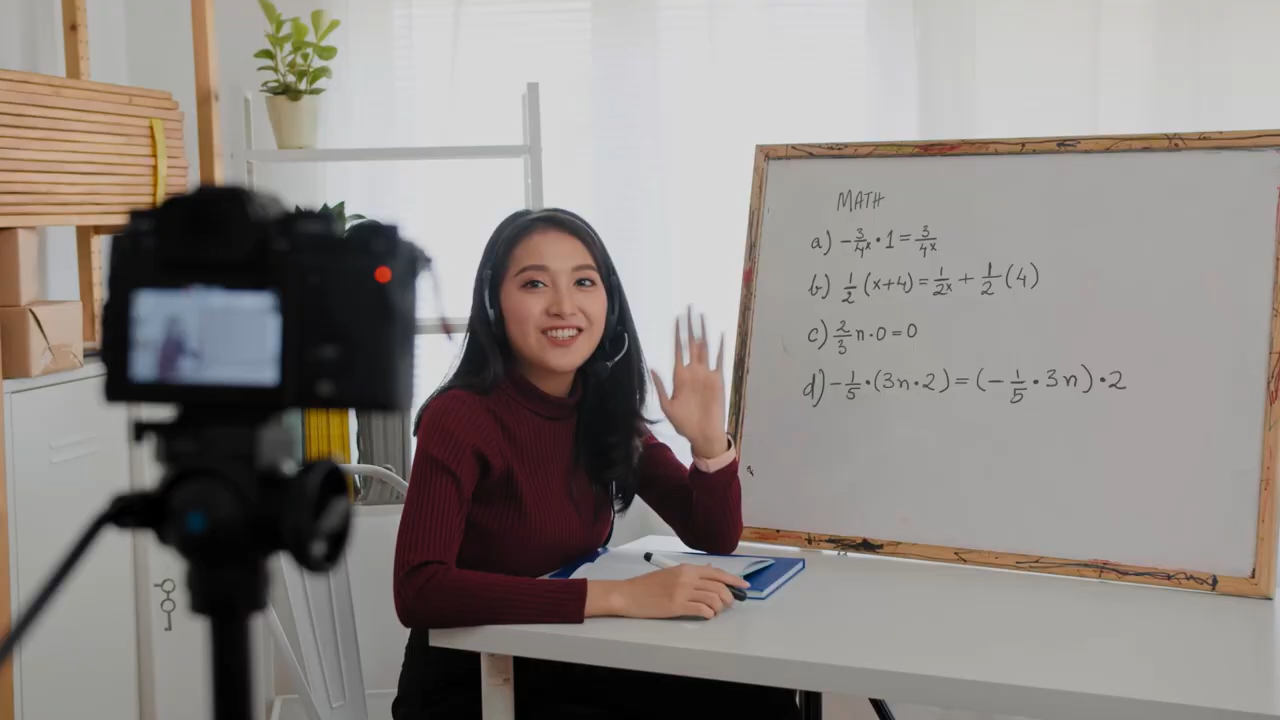 MATH
a) -3/4x · 1 = 3/4x
b) 1/2 (x+4) = 1/2x + 1/2 (4)
c) 2/3 n · 0 = 0
d) -1/5 · (3n · 2) = (-1/5 · 3n) · 2